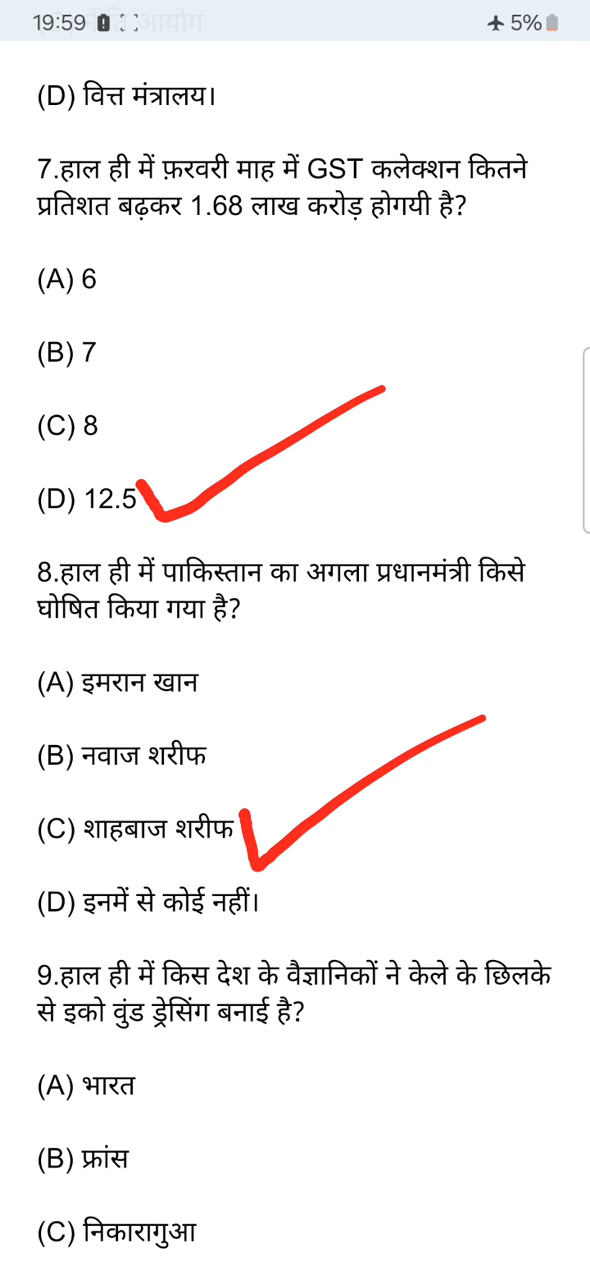 19:59
5%
(D) वित्त मंत्रालय।
7.हाल ही में फ़रवरी माह में GST कलेक्शन कितने
प्रतिशत बढ़कर 1.68 लाख करोड़ होगयी है?
(A) 6
(B) 7
(C) 8
(D) 12.5
8.हाल ही में पाकिस्तान का अगला प्रधानमंत्री किसे
घोषित किया गया है?
(A) इमरान खान
(B) नवाज शरीफ
(C) शाहबाज शरीफ
(D) इनमें से कोई नहीं।
9.हाल ही में किस देश के वैज्ञानिकों ने केले के छिलके
से इको वुंड ड्रेसिंग बनाई है?
(A) भारत
(B) फ्रांस
(C) निकारागुआ